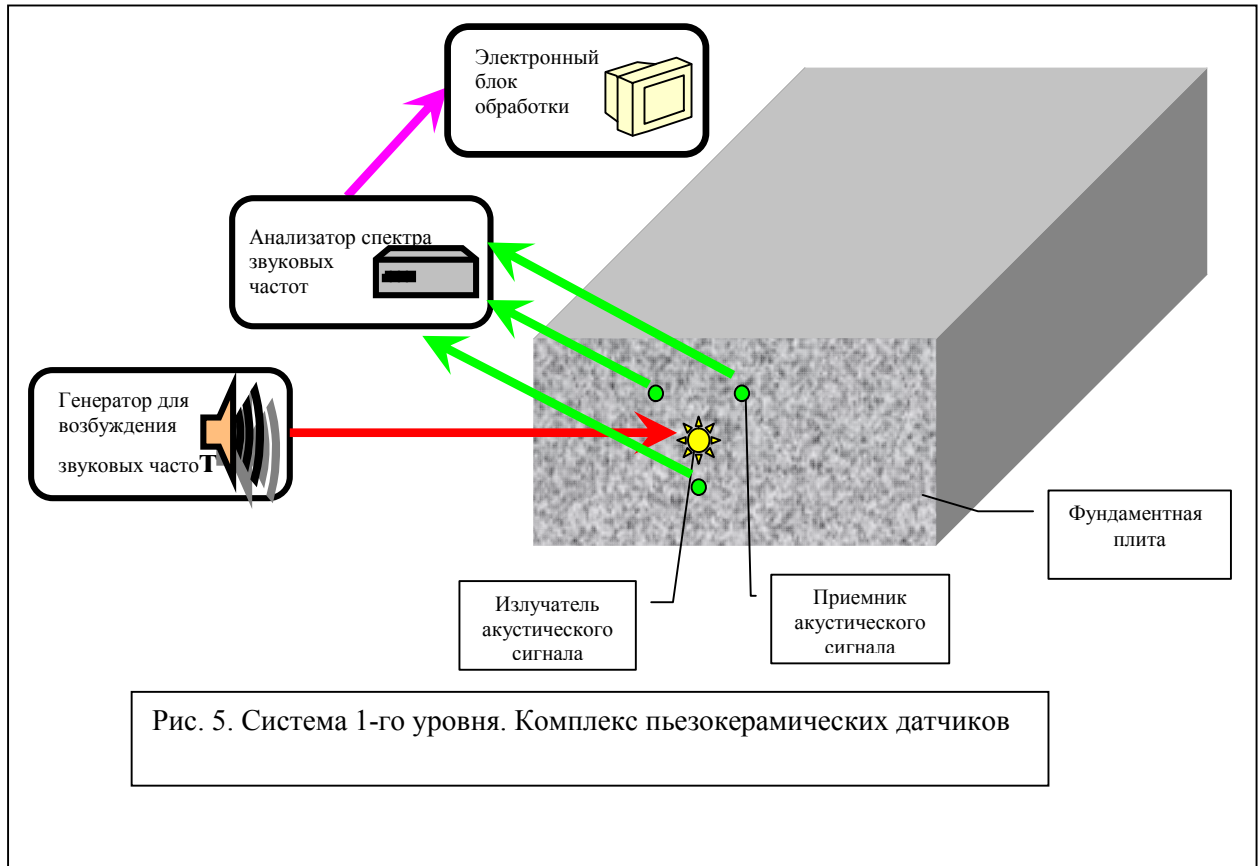 Электронный
блок
обработки
Анализатор спектра
звуковых
частот
Генератор для
возбуждения
звуковых частот
Фундаментная
плита
Излучатель
акустического
сигнала
Приемник
акустического
сигнала
Рис. 5. Система 1-го уровня. Комплекс пьезокерамических датчиков